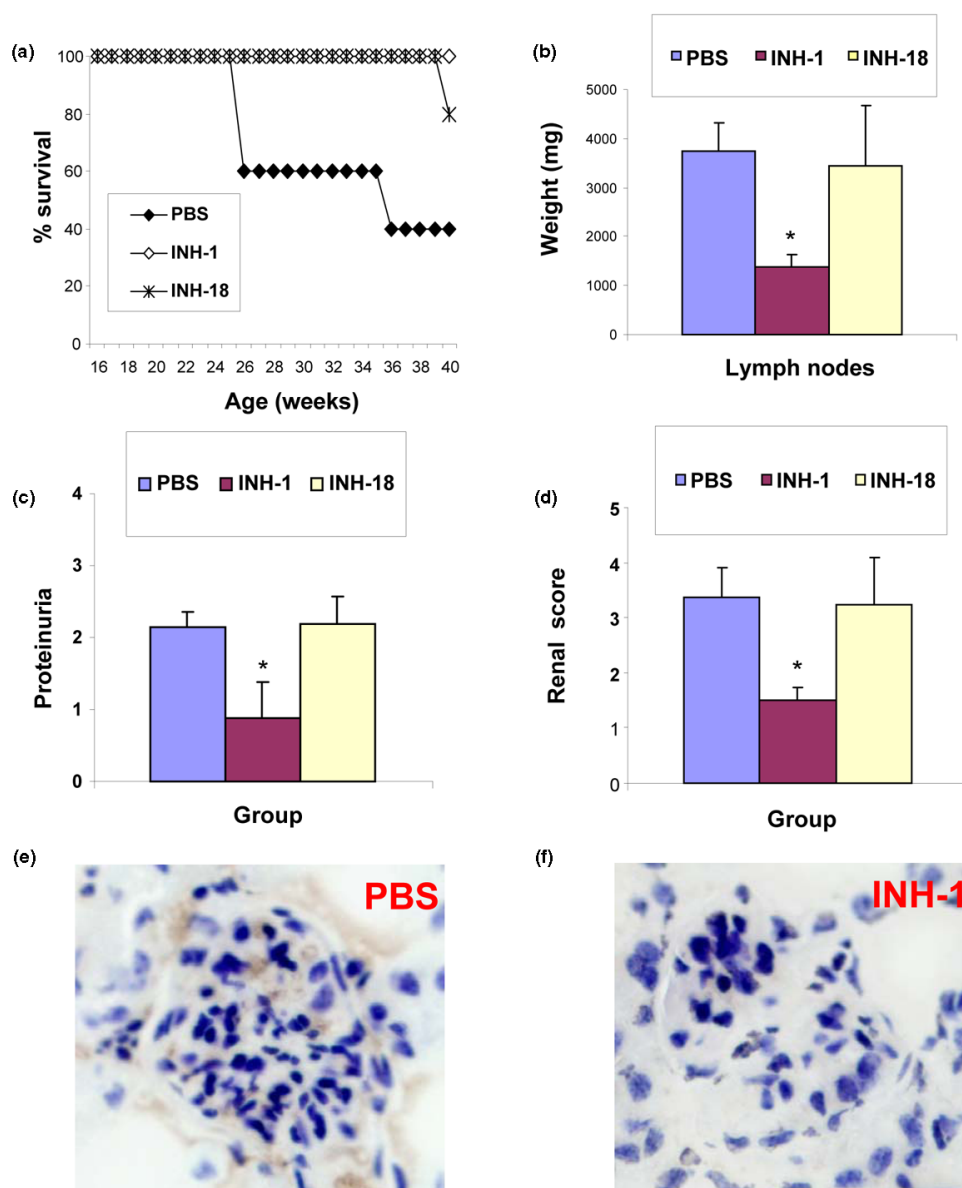 (a)
100
80
60
40
20
0
% survival
PBS
INH-1
INH-18
16 18 20 22 24 26 28 30 32 34 36 38 40
Age (weeks)
(b)
PBS INH-1 INH-18
5000
4000
3000
2000
1000
0
Weight (mg)
*
Lymph nodes
(c)
PBS INH-1 INH-18
4
3
2
1
0
Proteinuria
*
Group
(d)
PBS INH-1 INH-18
5
4
3
2
1
0
Renal score
*
Group
(e)
PBS
(f)
INH-1